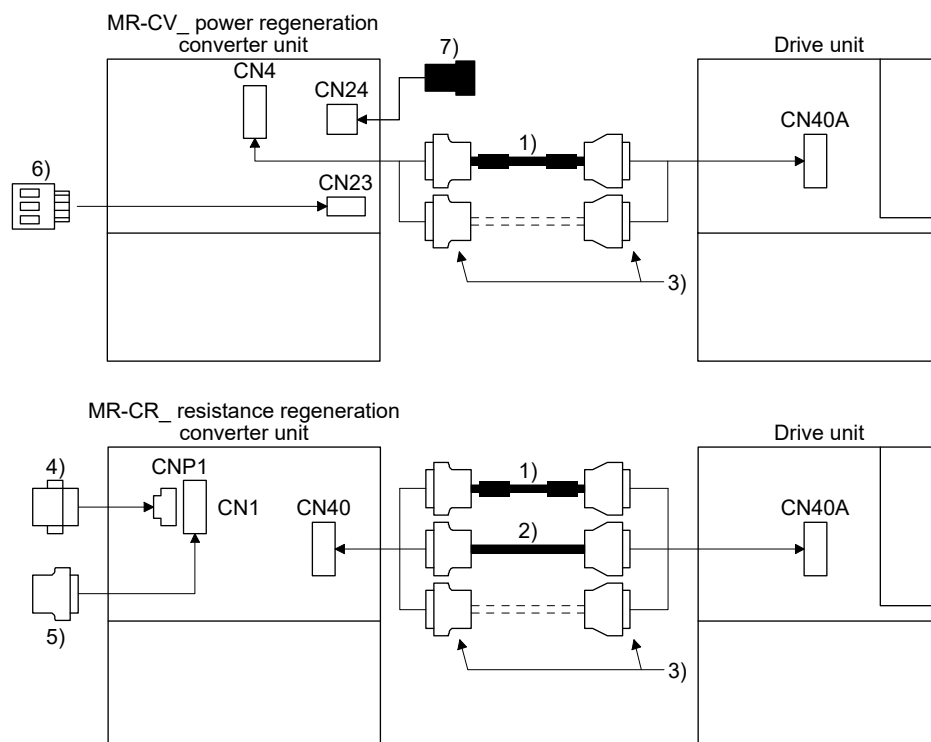 MR-CV_ power regeneration
converter unit
7)
Drive unit
CN4
CN24
CN40A
1)
6)
CN23
3)
MR-CR_ resistance regeneration
converter unit
Drive unit
4)
CNP1
1)
CN1
CN40
CN40A
2)
5)
3)